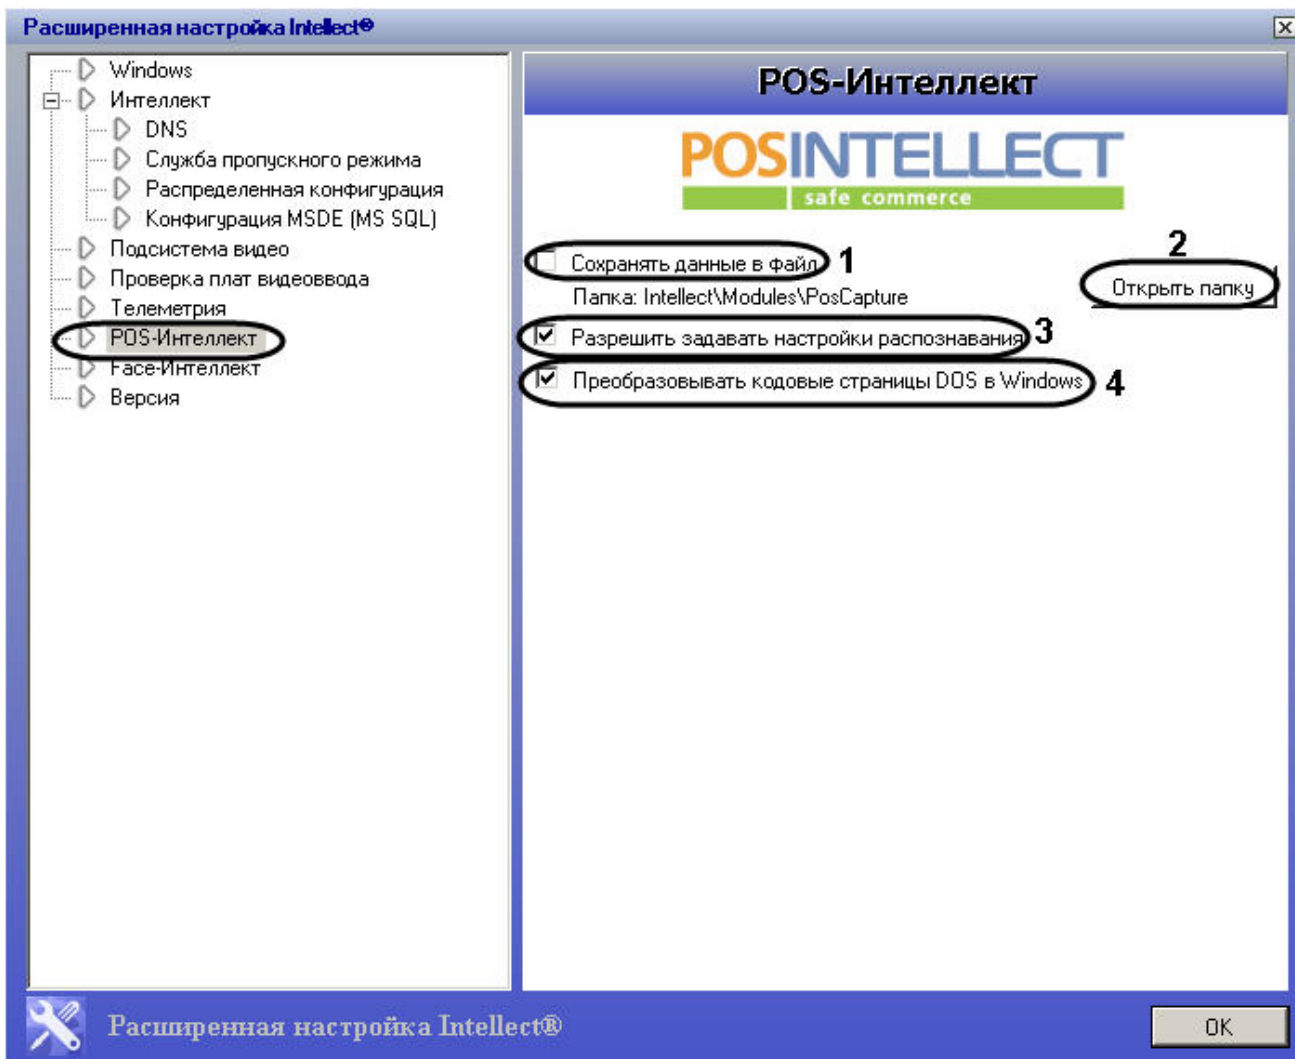 Расширенная настройка Intellect®
Windows
Интеллект
DNS
Служба пропускного режима
Распределенная конфигурация
Конфигурация MSDE (MS SQL)
Подсистема видео
Проверка плат видеоввода
Телеметрия
POS-Интеллект
Face-Интеллект
Версия
POS-Интеллект
POSINTELLECT
safe commerce
Сохранять данные в файл 1
2
Открыть папку
Папка: Intellect\Modules\PosCapture
Разрешить задавать настройки распознавания 3
Преобразовывать кодовые страницы DOS в Windows 4
Расширенная настройка Intellect®
OK